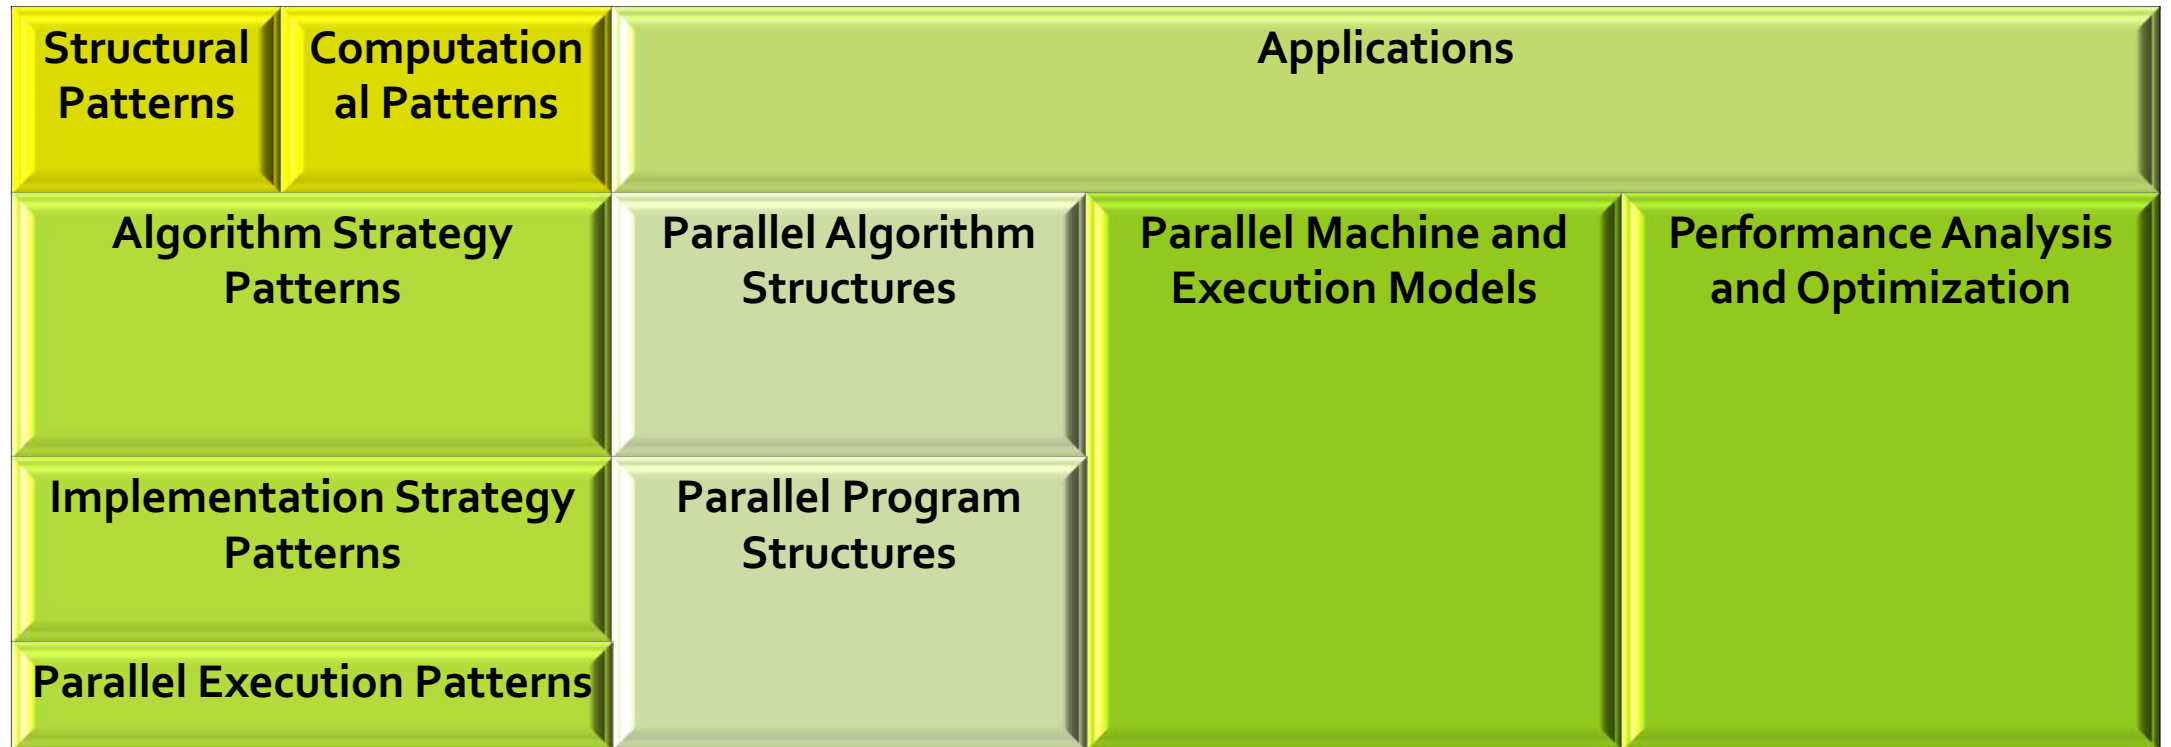 Structural
Patterns
Computation
al Patterns
Applications
Algorithm Strategy
Patterns
Parallel Algorithm
Structures
Parallel Machine and
Execution Models
Performance Analysis
and Optimization
Implementation Strategy
Patterns
Parallel Program
Structures
Parallel Execution Patterns